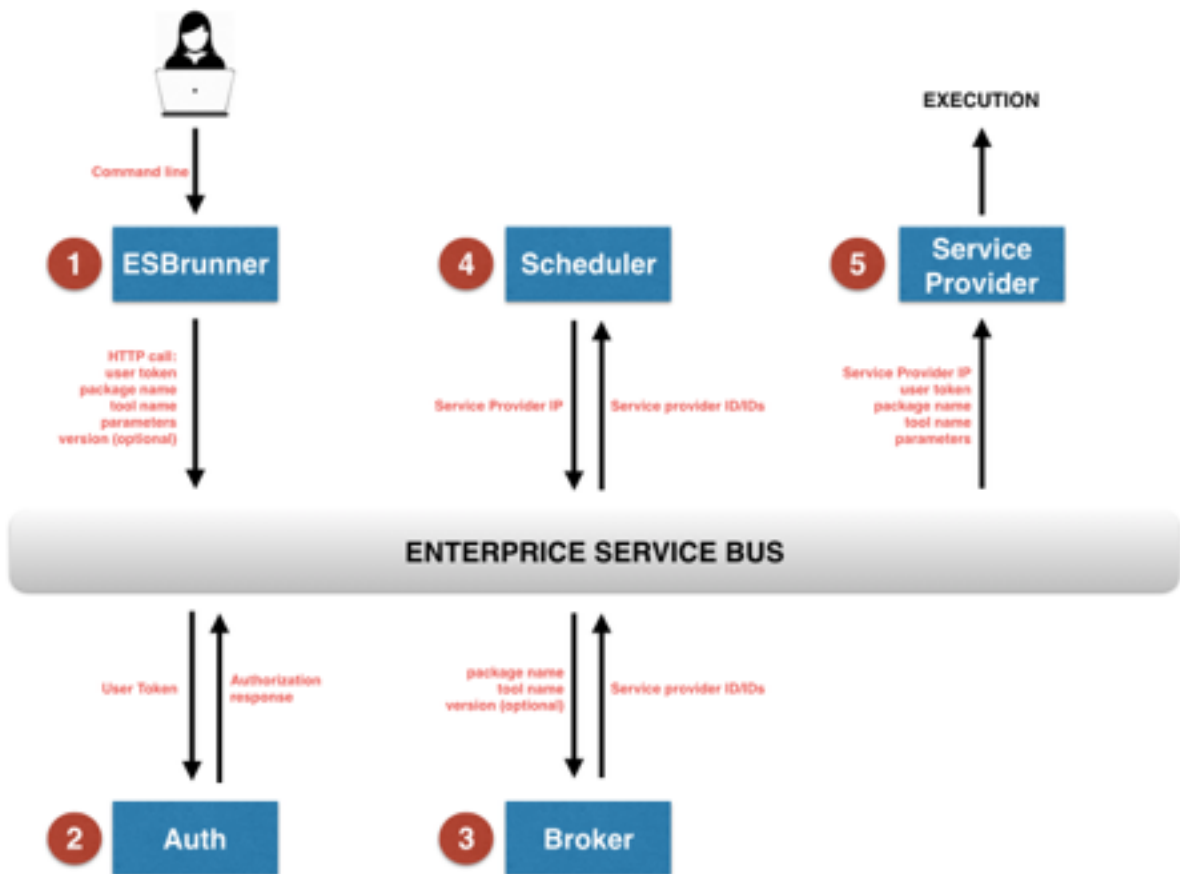 EXECUTION
Command line
1
ESBrunner
4
Scheduler
5
Service
Provider
HTTP call:
user token
package name
tool name
parameters
version (optional)
Service Provider IP
Service provider ID/IDs
Service Provider IP
user token
package name
tool name
parameters
ENTERPRICE SERVICE BUS
User Token
Authorization
response
package name
tool name
version (optional)
Service provider ID/IDs
2
Auth
3
Broker